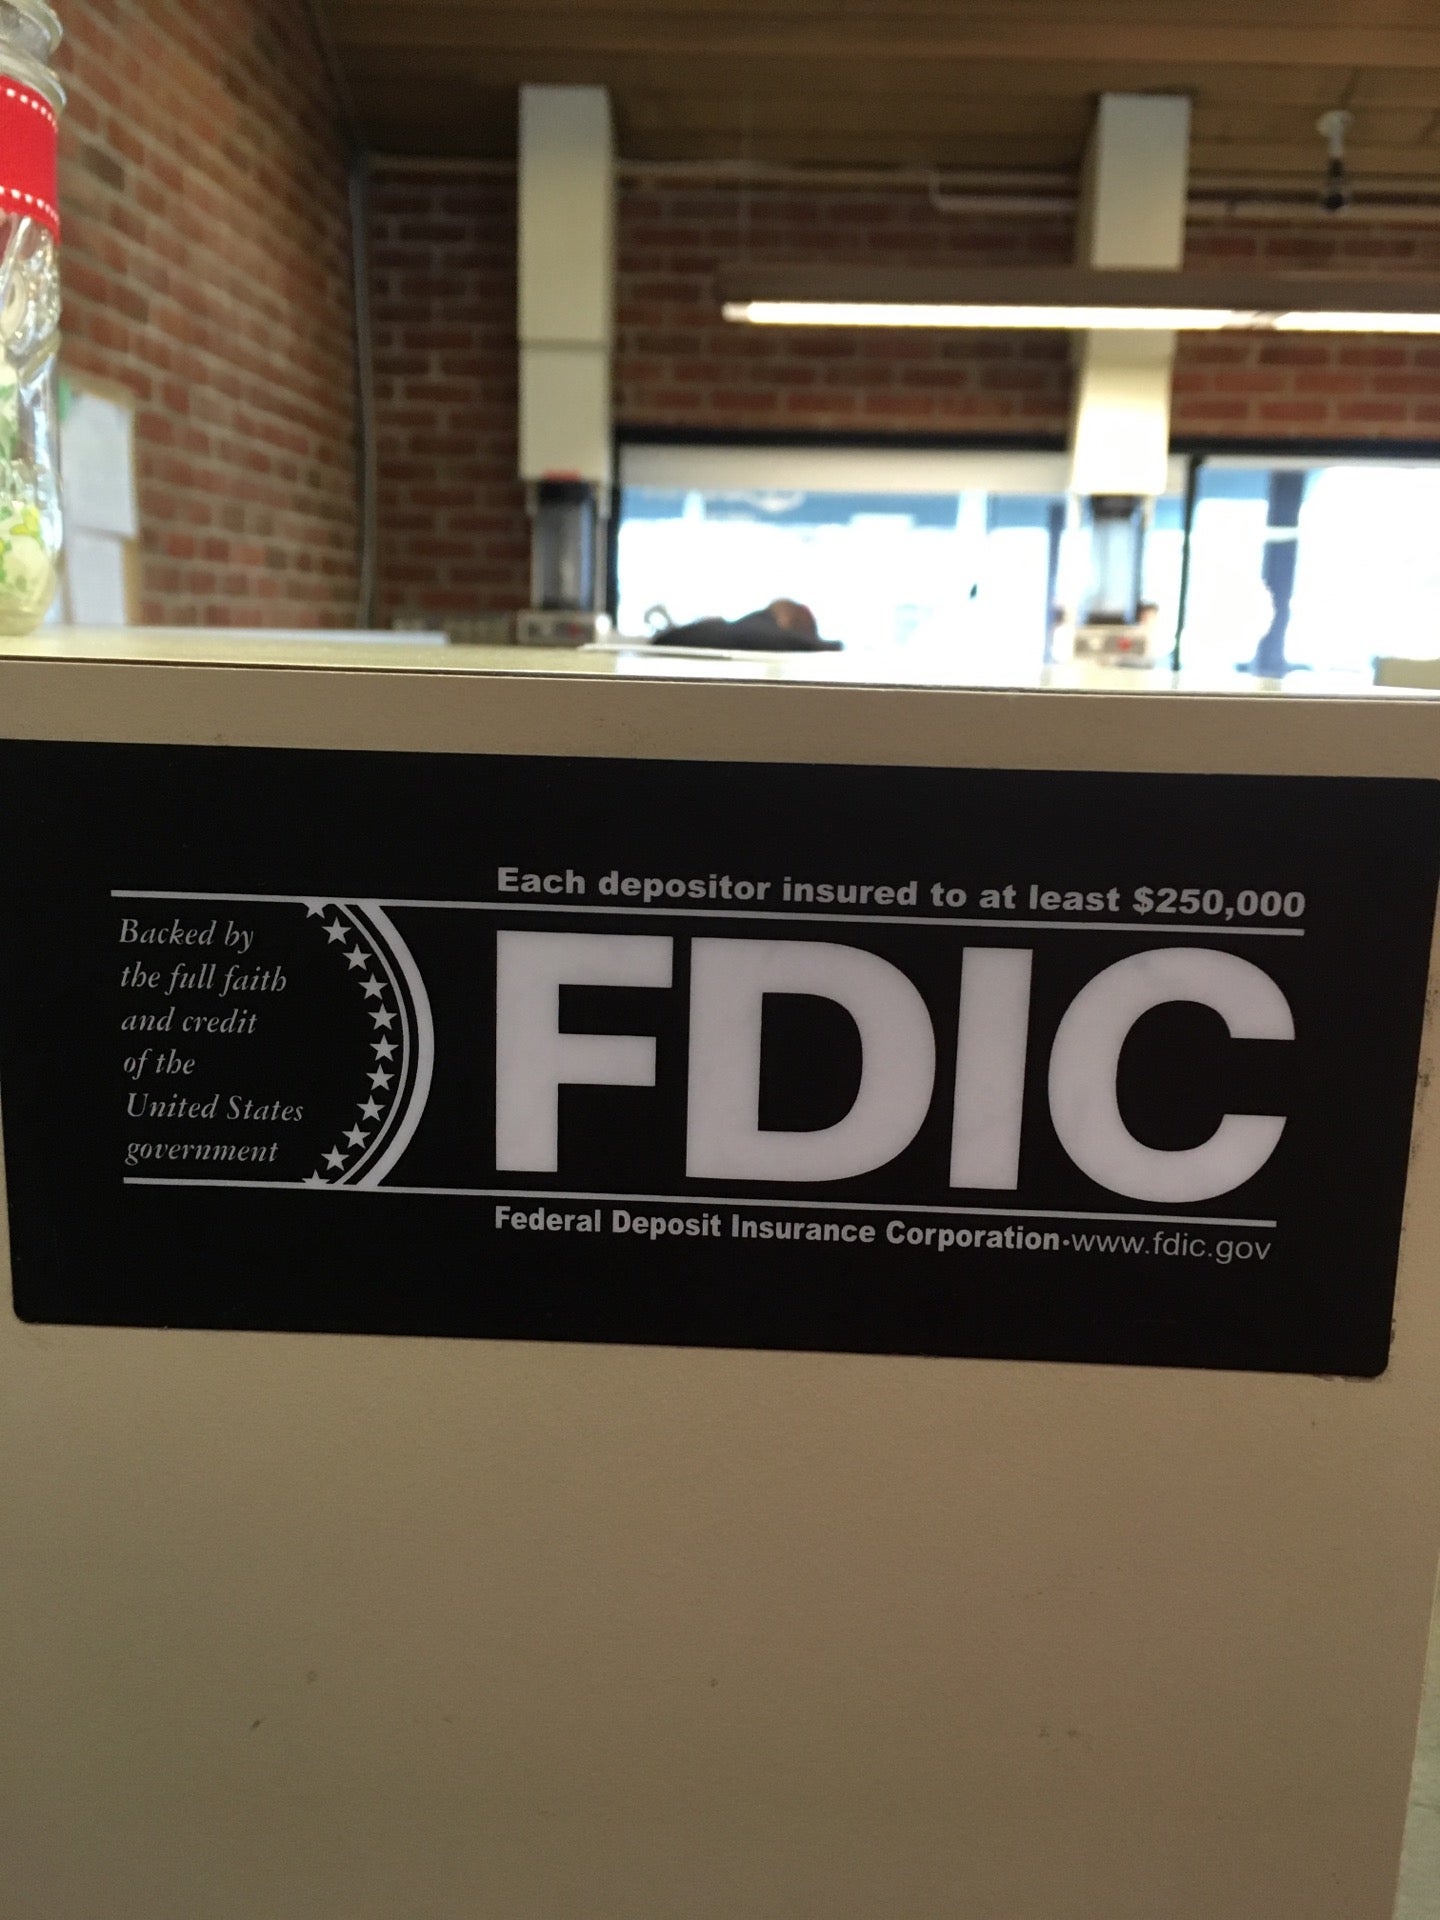 Each depositor insured to at least $250,000
Backed by
the full faith
and credit
of the
United States
government
FDIC
Federal Deposit Insurance Corporation·www.fdic.gov